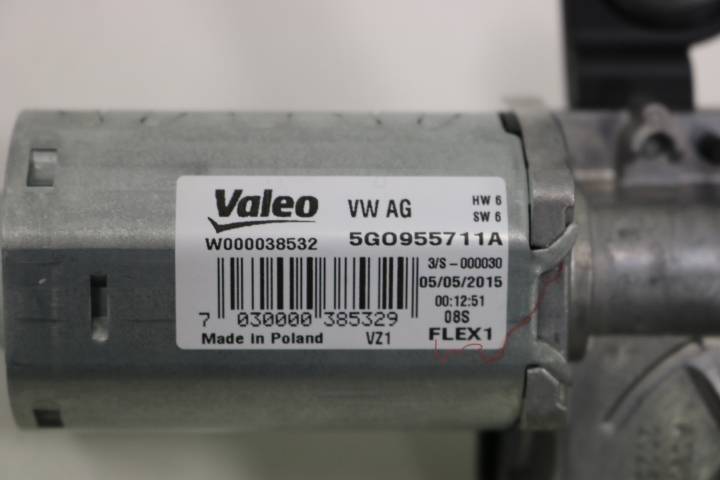 Valeo VW AG HW 6
SW 6
W000038532 5G0955711A
3/S-000030
05/05/2015
00:12:51
7 030000 385329 08S
Made in Poland VZ1 FLEX1